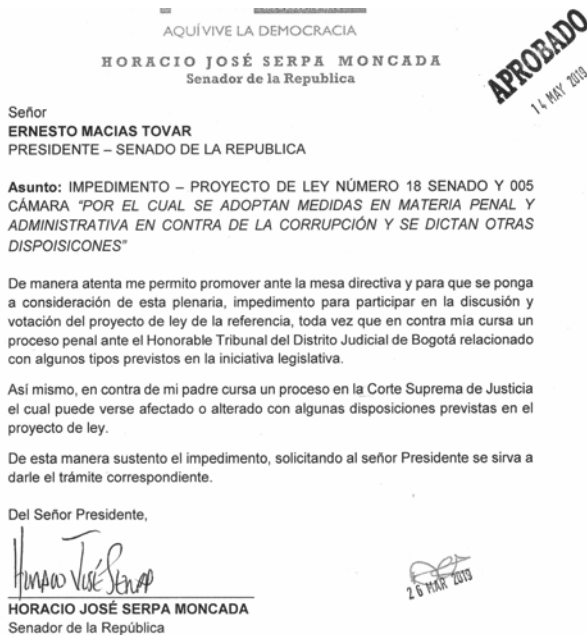 AQUÍ VIVE LA DEMOCRACIA
HORACIO JOSÉ SERPA MONCADA
Senador de la Republica
APROBADO
14 MAY 2019
Señor
ERNESTO MACIAS TOVAR
PRESIDENTE – SENADO DE LA REPUBLICA
Asunto: IMPEDIMENTO – PROYECTO DE LEY NÚMERO 18 SENADO Y 005
CÁMARA "POR EL CUAL SE ADOPTAN MEDIDAS EN MATERIA PENAL Y
ADMINISTRATIVA EN CONTRA DE LA CORRUPCIÓN Y SE DICTAN OTRAS
DISPOISICONES"
De manera atenta me permito promover ante la mesa directiva y para que se ponga
a consideración de esta plenaria, impedimento para participar en la discusión y
votación del proyecto de ley de la referencia, toda vez que en contra mía cursa un
proceso penal ante el Honorable Tribunal del Distrito Judicial de Bogotá relacionado
con algunos tipos previstos en la iniciativa legislativa.
Así mismo, en contra de mi padre cursa un proceso en la Corte Suprema de Justicia
el cual puede verse afectado o alterado con algunas disposiciones previstas en el
proyecto de ley.
De esta manera sustento el impedimento, solicitando al señor Presidente se sirva a
darle el trámite correspondiente.
Del Señor Presidente,
Horacio José Serpa
26 MAR 2019
HORACIO JOSÉ SERPA MONCADA
Senador de la República